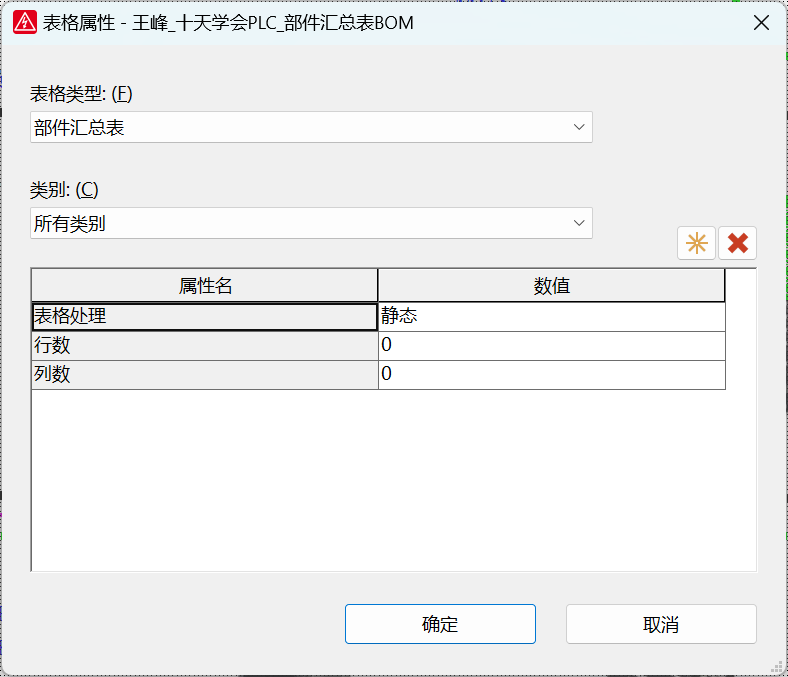 表格属性 - 王峰_十天学会PLC_部件汇总表BOM
表格类型: (F)
部件汇总表
类别: (C)
所有类别
属性名 数值
表格处理 静态
行数 0
列数 0
确定 取消